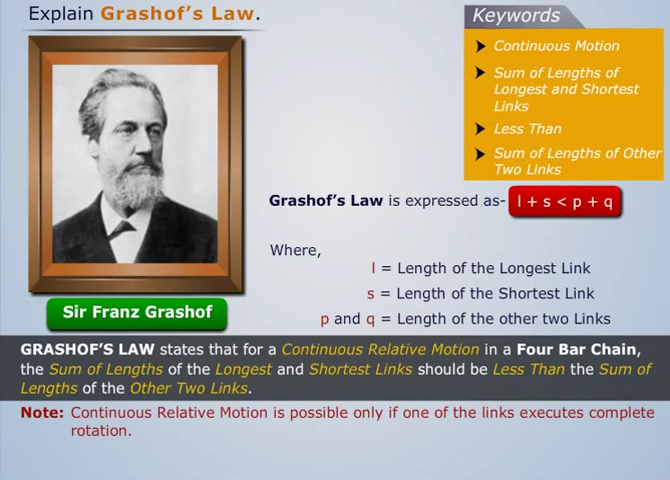 Explain Grashof's Law.
Keywords
Continuous Motion
Sum of Lengths of
Longest and Shortest
Links
Less Than
Sum of Lengths of Other
Two Links
Grashof's Law is expressed as- l + s < p + q
Where,
l = Length of the Longest Link
s = Length of the Shortest Link
p and q = Length of the other two Links
Sir Franz Grashof
GRASHOF'S LAW states that for a Continuous Relative Motion in a Four Bar Chain,
the Sum of Lengths of the Longest and Shortest Links should be Less Than the Sum of
Lengths of the Other Two Links.
Note: Continuous Relative Motion is possible only if one of the links executes complete
rotation.